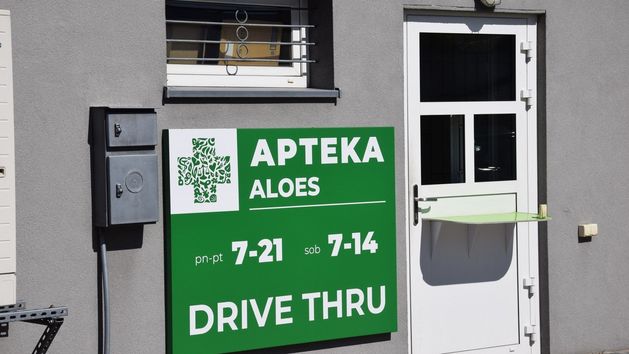 APTEKA
ALOES
pn-pt 7-21 sob 7-14
DRIVE THRU